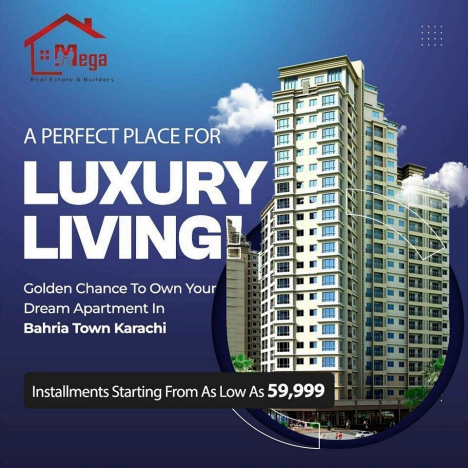 Mega
Real Estate & Builders
A PERFECT PLACE FOR
LUXURY
LIVING!
Golden Chance To Own Your
Dream Apartment In
Bahria Town Karachi
Installments Starting From As Low As 59,999